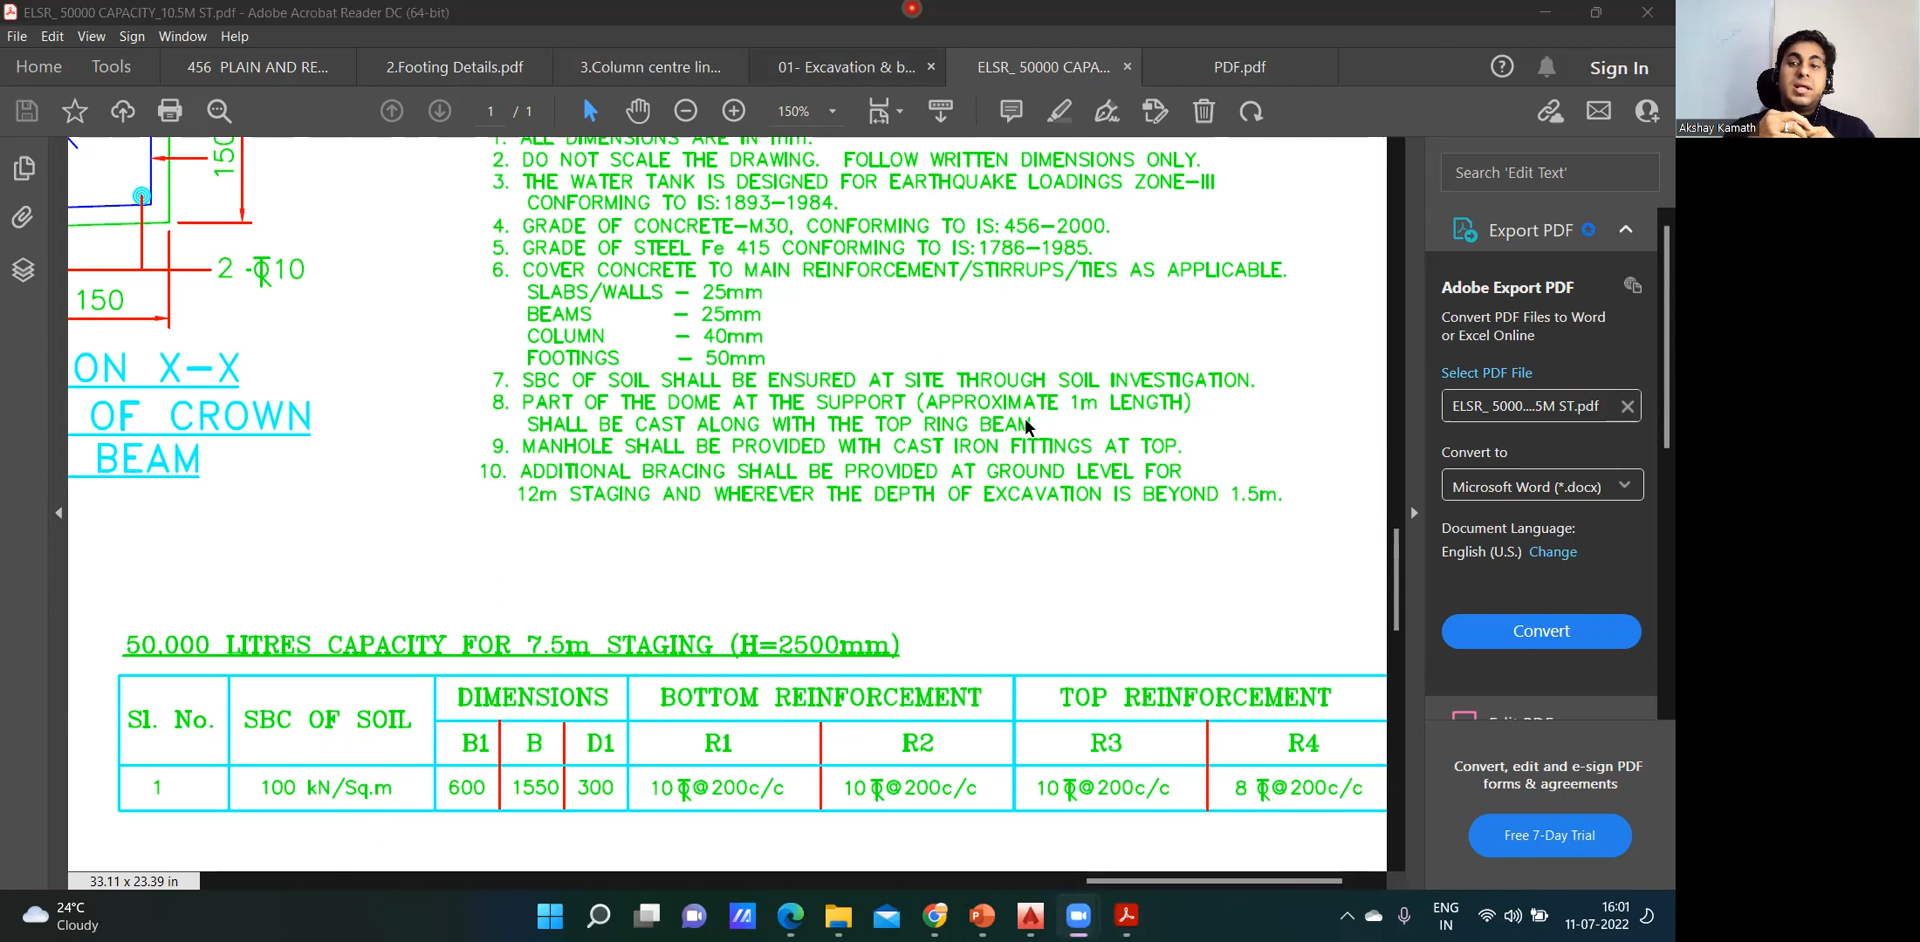 ELSR_ 50000 CAPACITY_10.5M ST.pdf - Adobe Acrobat Reader DC (64-bit)
File Edit View Sign Window Help
Home Tools 456 PLAIN AND RE... 2.Footing Details.pdf 3.Column centre lin... 01- Excavation & b... × ELSR_ 50000 CAPA... × PDF.pdf Sign In
1 / 1 150%
Akshay Kamath
150
1. ALL DIMENSIONS ARE IN mm.
2. DO NOT SCALE THE DRAWING. FOLLOW WRITTEN DIMENSIONS ONLY.
3. THE WATER TANK IS DESIGNED FOR EARTHQUAKE LOADINGS ZONE-III
CONFORMING TO IS:1893-1984.
4. GRADE OF CONCRETE-M30, CONFORMING TO IS:456-2000.
5. GRADE OF STEEL Fe 415 CONFORMING TO IS:1786-1985.
6. COVER CONCRETE TO MAIN REINFORCEMENT/STIRRUPS/TIES AS APPLICABLE.
SLABS/WALLS - 25mm
BEAMS - 25mm
COLUMN - 40mm
FOOTINGS - 50mm
7. SBC OF SOIL SHALL BE ENSURED AT SITE THROUGH SOIL INVESTIGATION.
8. PART OF THE DOME AT THE SUPPORT (APPROXIMATE 1m LENGTH)
SHALL BE CAST ALONG WITH THE TOP RING BEAM
9. MANHOLE SHALL BE PROVIDED WITH CAST IRON FITTINGS AT TOP.
10. ADDITIONAL BRACING SHALL BE PROVIDED AT GROUND LEVEL FOR
12m STAGING AND WHEREVER THE DEPTH OF EXCAVATION IS BEYOND 1.5m.
2 - 10
150
ON X-X
OF CROWN
BEAM
50,000 LITRES CAPACITY FOR 7.5m STAGING (H=2500mm)
Sl. No. SBC OF SOIL DIMENSIONS BOTTOM REINFORCEMENT TOP REINFORCEMENT
B1 B D1 R1 R2 R3 R4
1 100 kN/Sq.m 600 1550 300 10 @200c/c 10 @200c/c 10 @200c/c 8 @200c/c
33.11 x 23.39 in
Search 'Edit Text'
Export PDF
Adobe Export PDF
Convert PDF Files to Word
or Excel Online
Select PDF File
ELSR_ 5000....5M ST.pdf
Convert to
Microsoft Word (*.docx)
Document Language:
English (U.S.) Change
Convert
Convert, edit and e-sign PDF
forms & agreements
Free 7-Day Trial
24°C
Cloudy
ENG
IN
16:01
11-07-2022